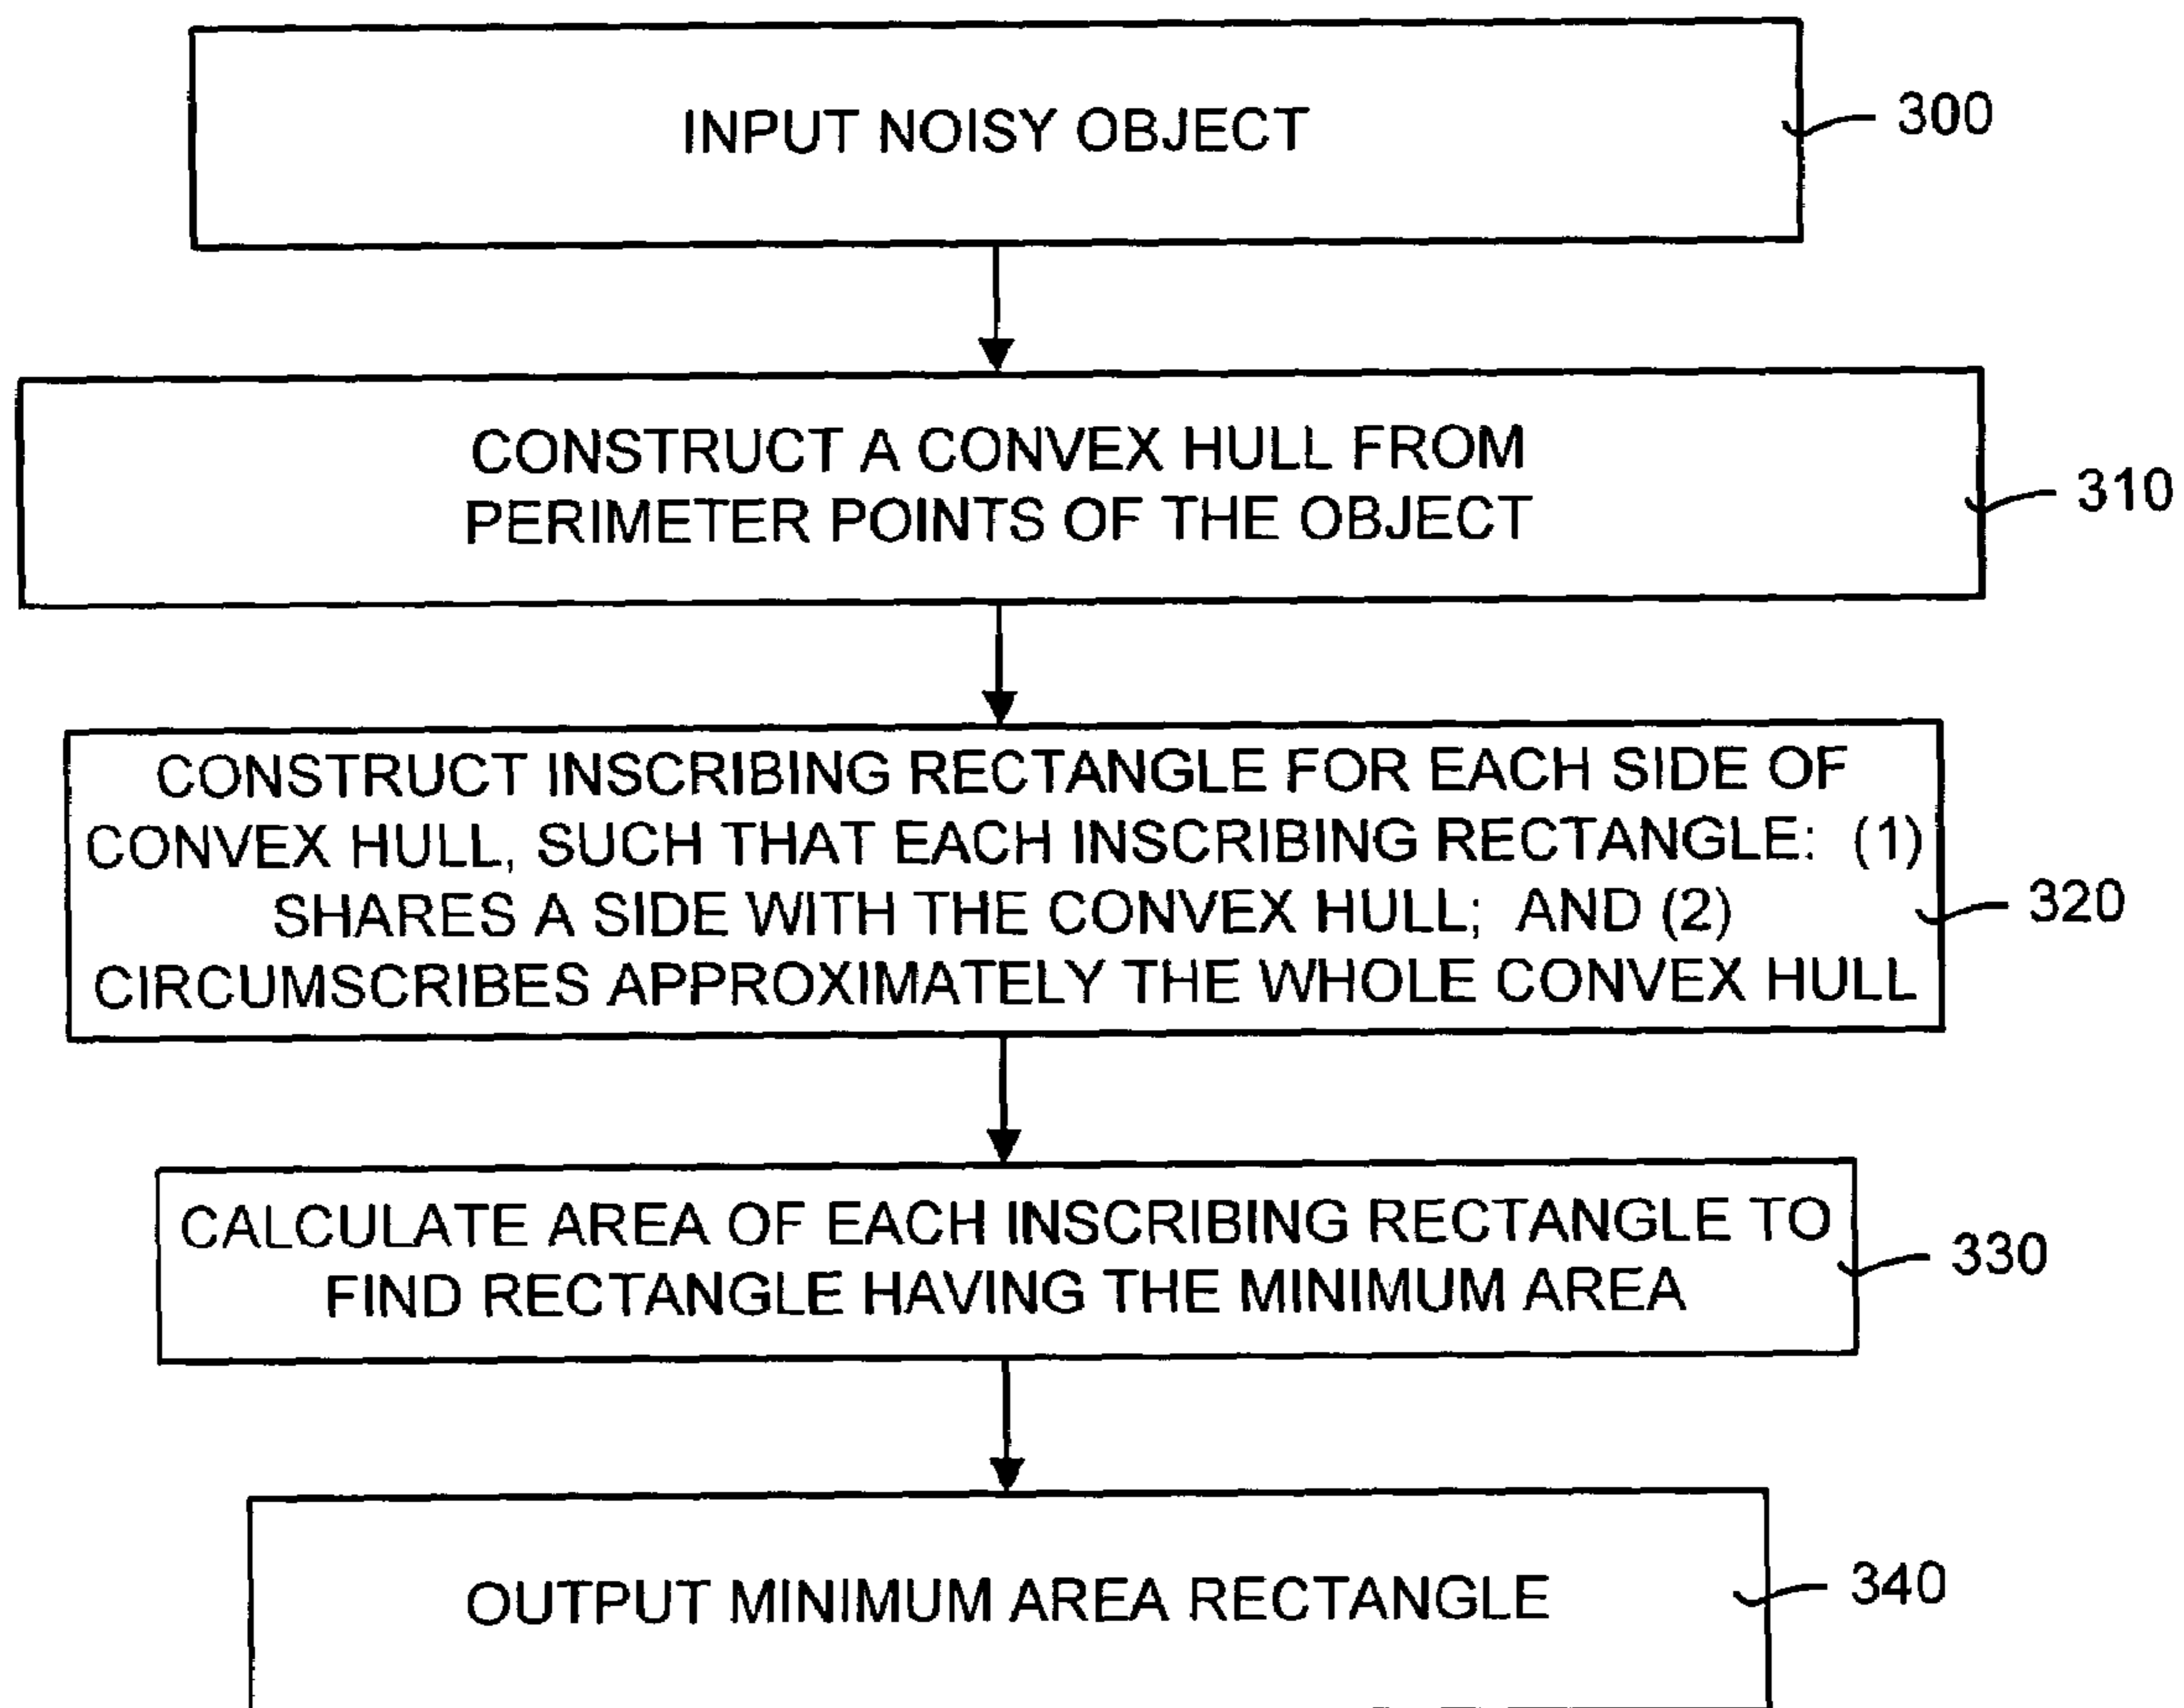 INPUT NOISY OBJECT
300
CONSTRUCT A CONVEX HULL FROM
PERIMETER POINTS OF THE OBJECT
310
CONSTRUCT INSCRIBING RECTANGLE FOR EACH SIDE OF
CONVEX HULL, SUCH THAT EACH INSCRIBING RECTANGLE: (1)
SHARES A SIDE WITH THE CONVEX HULL; AND (2)
CIRCUMSCRIBES APPROXIMATELY THE WHOLE CONVEX HULL
320
CALCULATE AREA OF EACH INSCRIBING RECTANGLE TO
FIND RECTANGLE HAVING THE MINIMUM AREA
330
OUTPUT MINIMUM AREA RECTANGLE
340